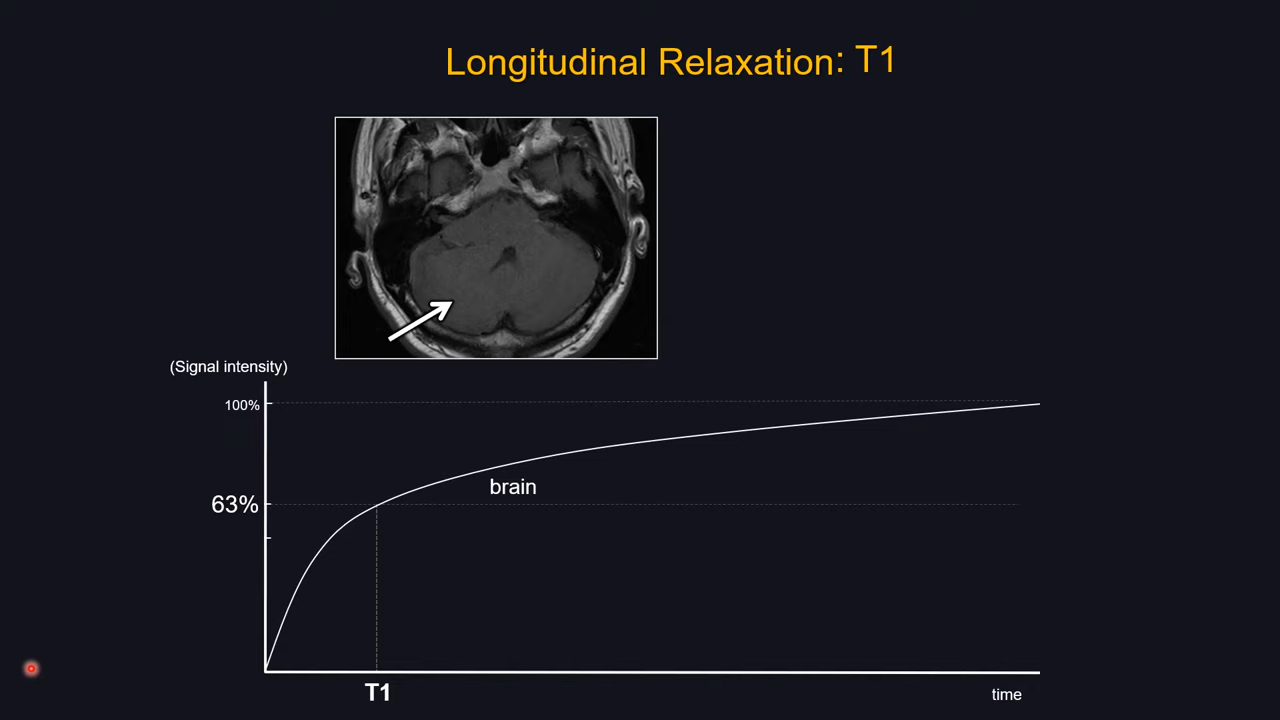 Longitudinal Relaxation: T1
(Signal intensity)
100%
brain
63%
T1
time